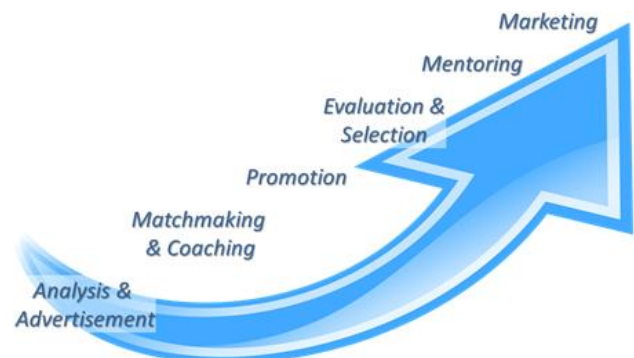 Marketing
Mentoring
Evaluation &
Selection
Promotion
Matchmaking
& Coaching
Analysis &
Advertisement